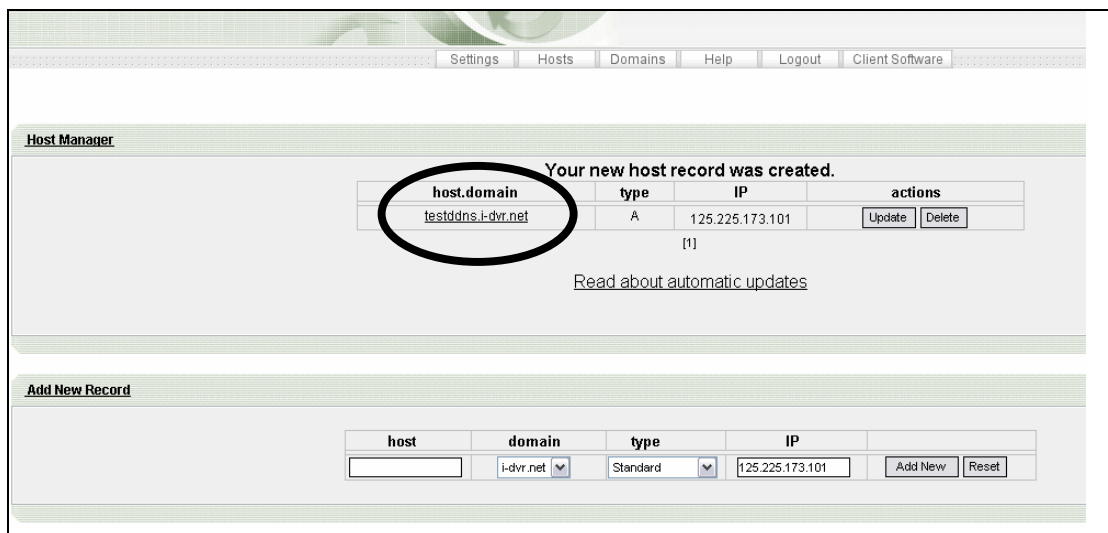 Settings Hosts Domains Help Logout Client Software
Host Manager
Your new host record was created.
host.domain type IP actions
testddns.i-dvr.net A 125.225.173.101 Update Delete
[1]
Read about automatic updates
Add New Record
host domain type IP
i-dvr.net Standard 125.225.173.101 Add New Reset